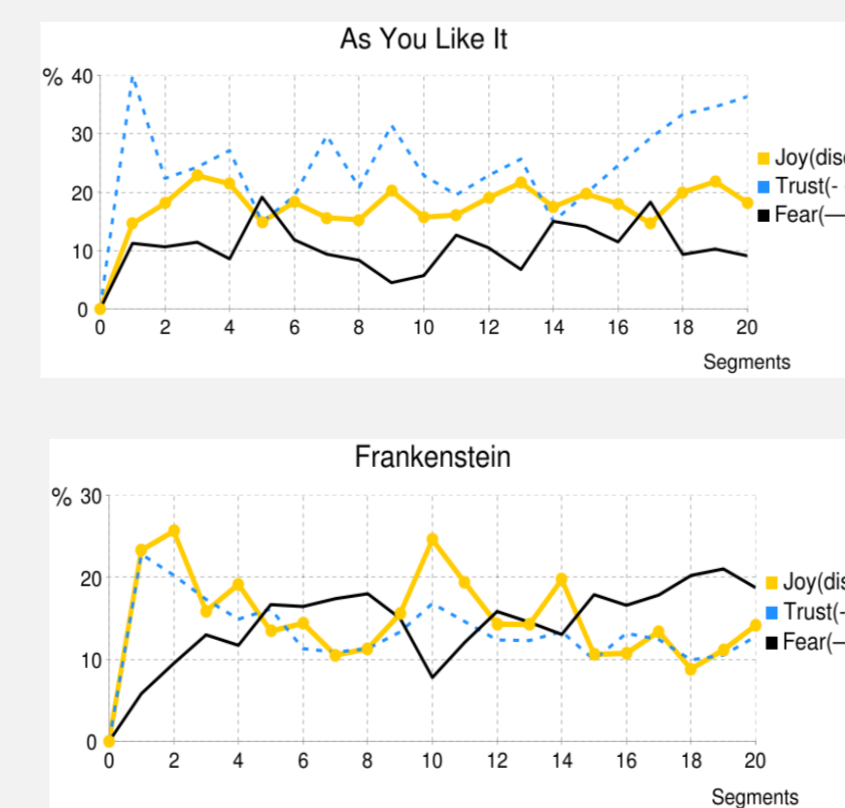 As You Like It
% 40
30
20
10
0
0 2 4 6 8 10 12 14 16 18 20
Segments
Joy(dis
Trust(-
Fear(—
Frankenstein
% 30
20
10
0
0 2 4 6 8 10 12 14 16 18 20
Segments
Joy(dis
Trust(-
Fear(—